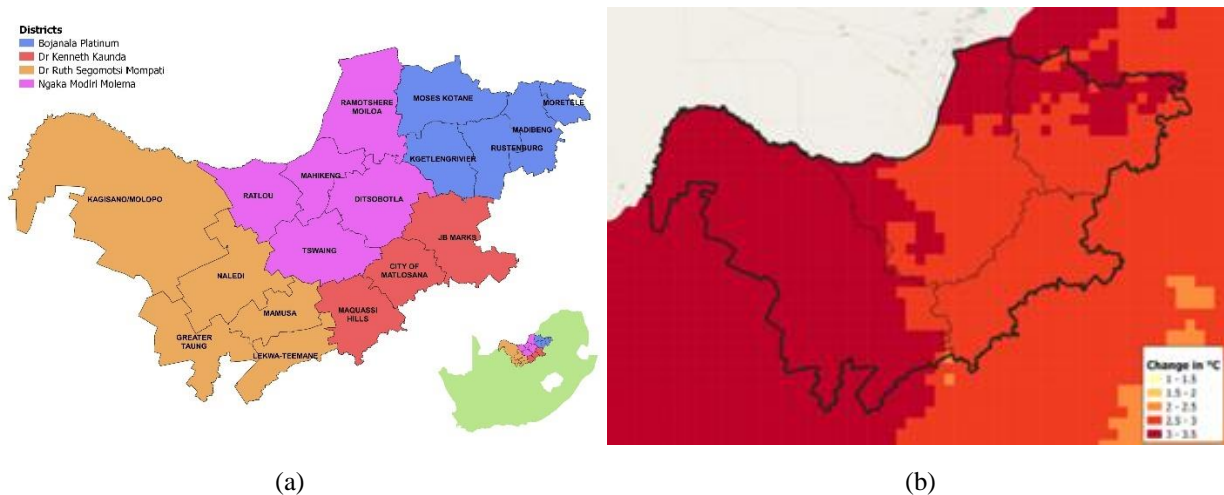 Districts
Bojanala Platinum
Dr Kenneth Kaunda
Dr Ruth Segomotsi Mompati
Ngaka Modiri Molema
RAMOTSHERE
MOILOA
MOSES KOTANE
MORETELE
MADIBENG
RUSTENBURG
KGETLENGRIVIER
MAHIKENG
RATLOU
DITSOBOTLA
KAGISANO/MOLOPO
TSWAING
JB MARKS
CITY OF
MATLOSANA
NALEDI
MAMUSA
MAQUASSI
HILLS
GREATER
TAUNG
LEKWA-TEEMANE
Change in °C
1 - 1.5
1.5 - 2
2 - 2.5
2.5 - 3
3 - 3.5
(a)
(b)